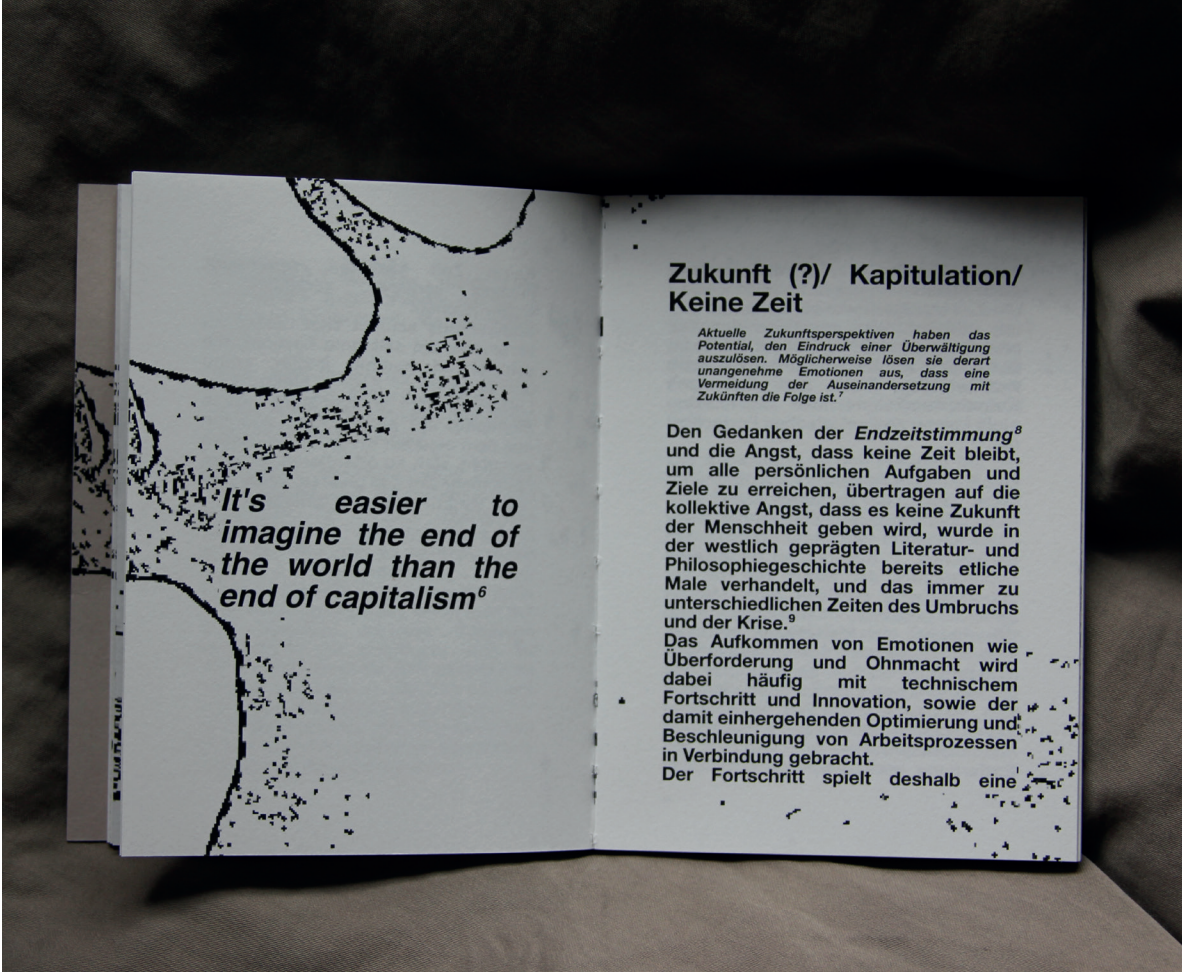 It's easier to
imagine the end of
the world than the
end of capitalism⁶
Zukunft (?)/ Kapitulation/
Keine Zeit
Aktuelle Zukunftsperspektiven haben das
Potential, den Eindruck einer Überwältigung
auszulösen. Möglicherweise lösen sie derart
unangenehme Emotionen aus, dass eine
Vermeidung der Auseinandersetzung mit
Zukünften die Folge ist.⁷
Den Gedanken der Endzeitstimmung⁸
und die Angst, dass keine Zeit bleibt,
um alle persönlichen Aufgaben und
Ziele zu erreichen, übertragen auf die
kollektive Angst, dass es keine Zukunft
der Menschheit geben wird, wurde in
der westlich geprägten Literatur- und
Philosophiegeschichte bereits etliche
Male verhandelt, und das immer zu
unterschiedlichen Zeiten des Umbruchs
und der Krise.⁹
Das Aufkommen von Emotionen wie
Überforderung und Ohnmacht wird
dabei häufig mit technischem
Fortschritt und Innovation, sowie der
damit einhergehenden Optimierung und
Beschleunigung von Arbeitsprozessen
in Verbindung gebracht.
Der Fortschritt spielt deshalb eine